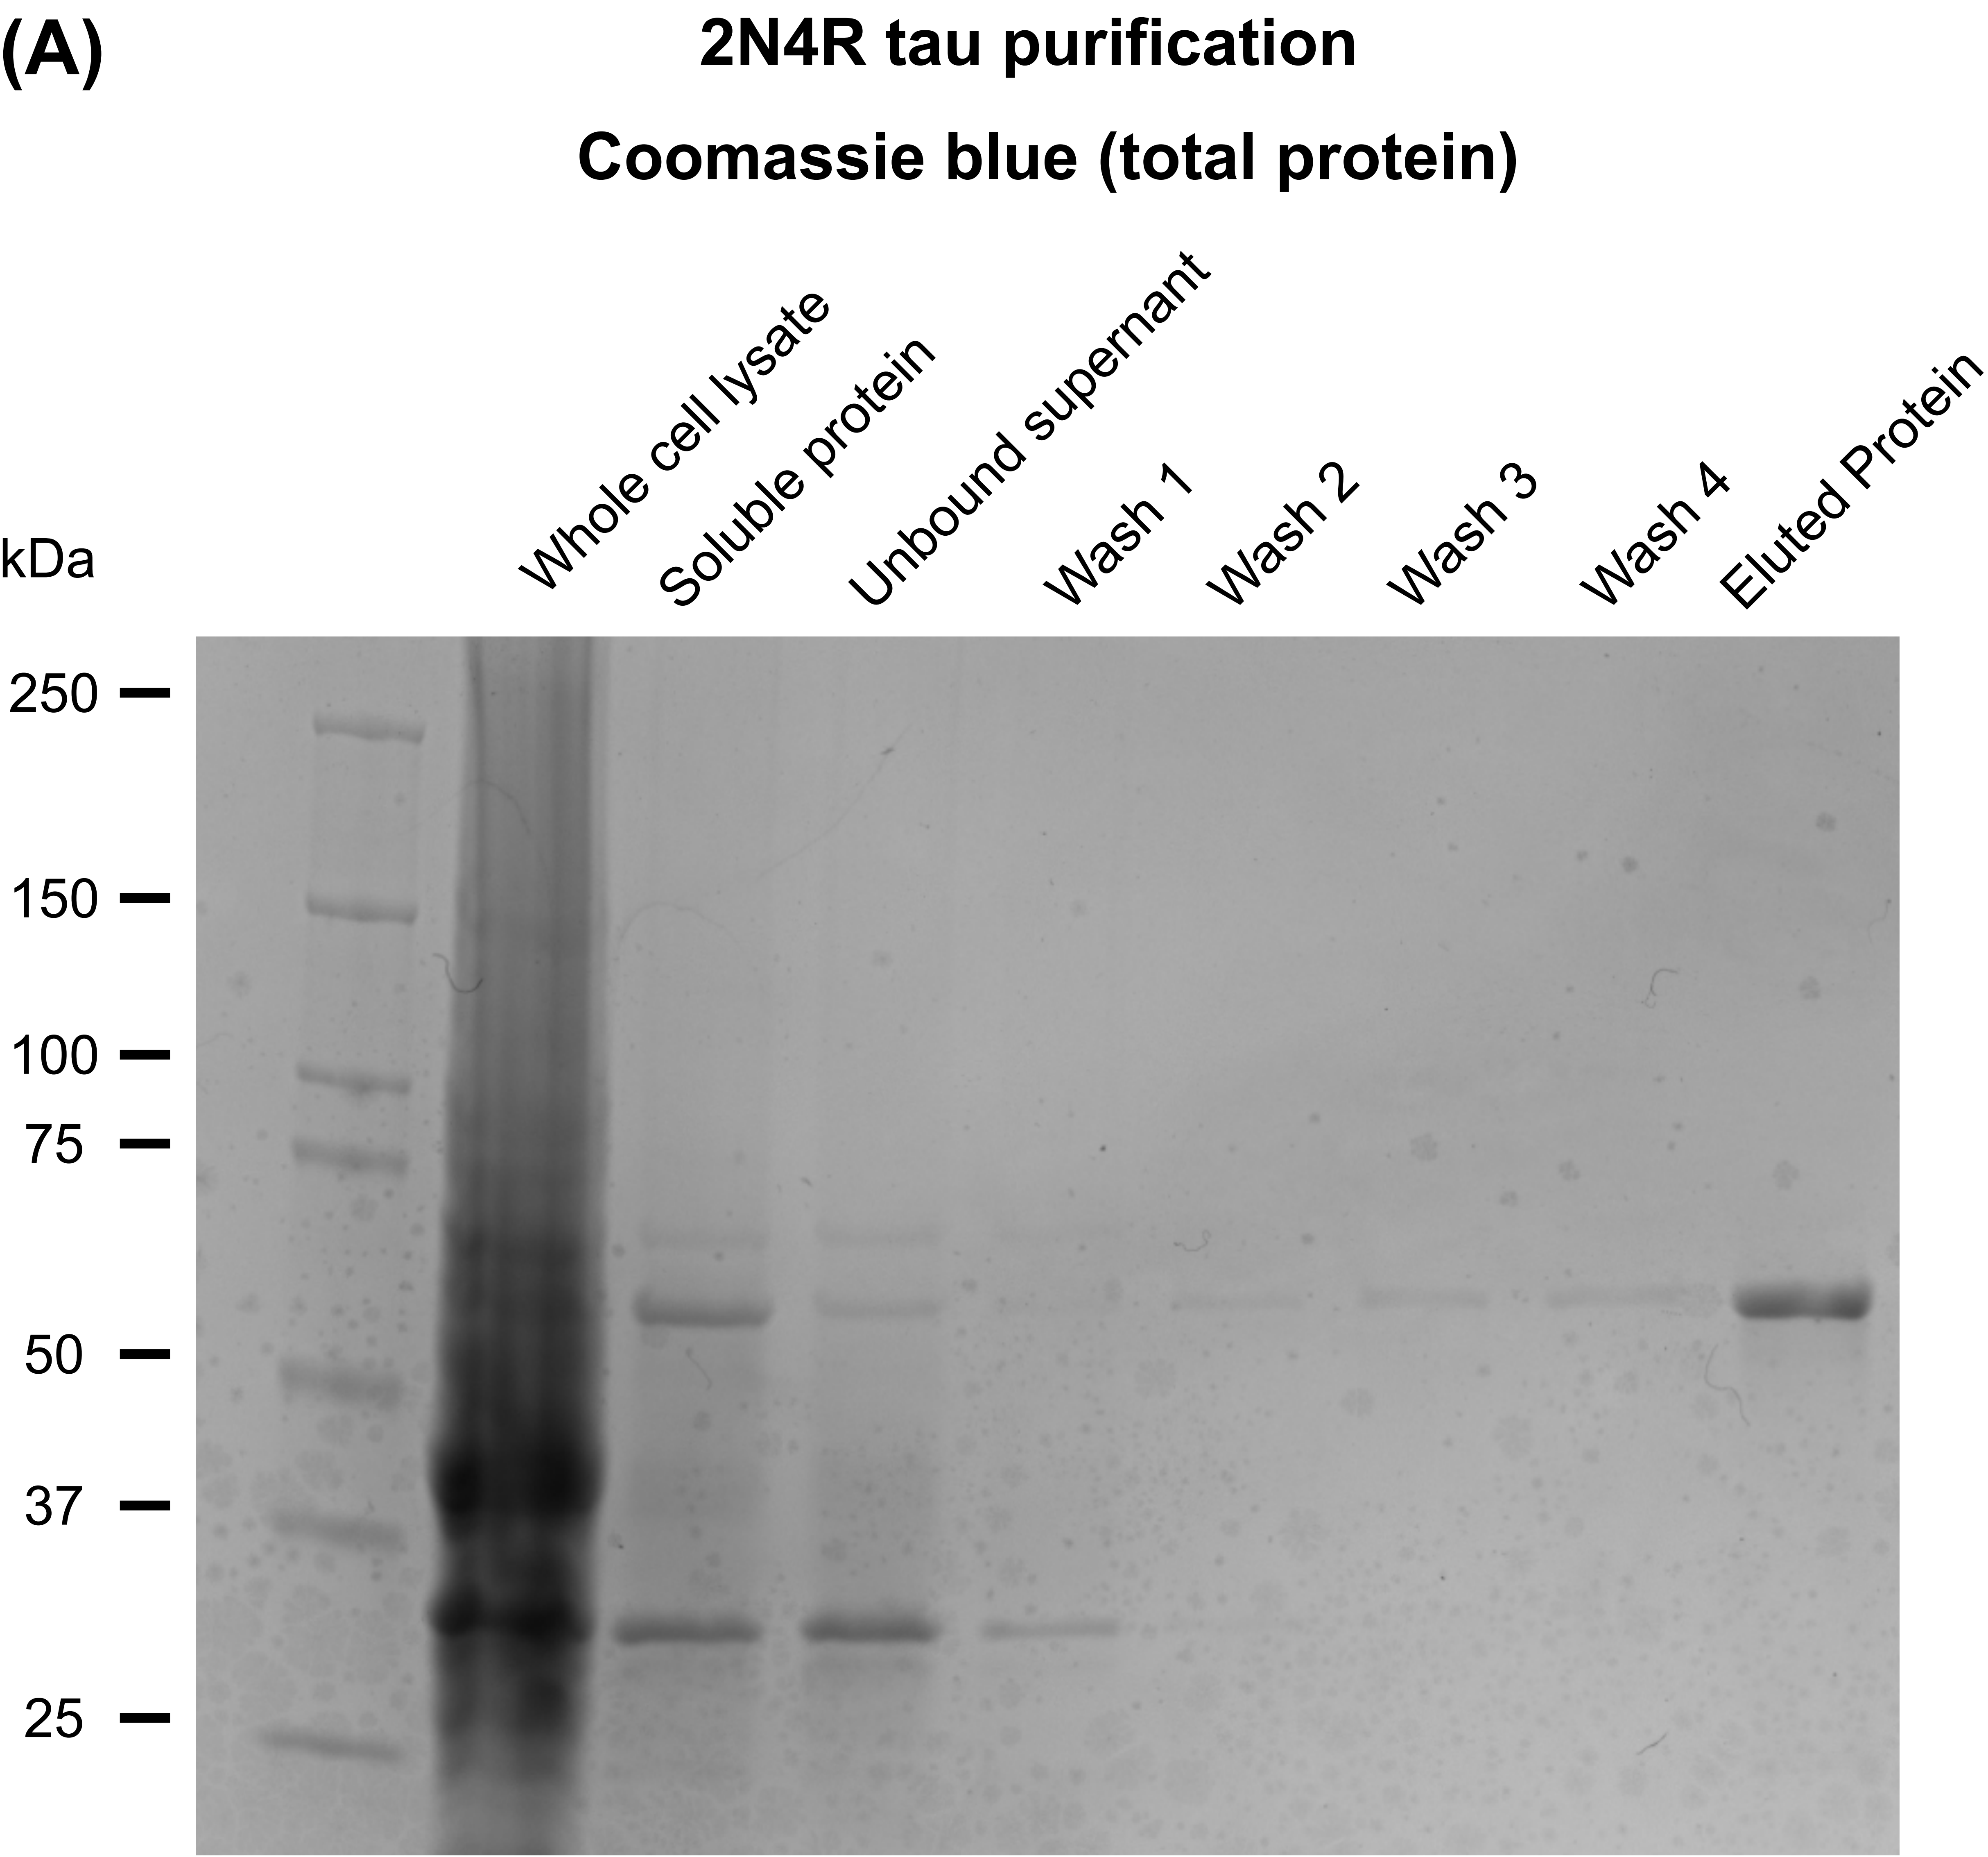 (A)
2N4R tau purification
Coomassie blue (total protein)
Whole cell lysate
Soluble protein
Unbound supernant
Wash 1
Wash 2
Wash 3
Wash 4
Eluted Protein
kDa
250
150
100
75
50
37
25